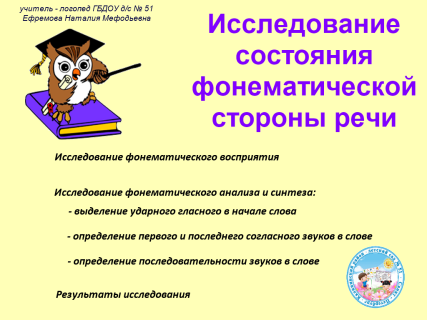 учитель - логопед ГБДОУ д/с № 51
Ефремова Наталия Мефодьевна
Исследование
состояния
фонематической
стороны речи
Исследование фонематического восприятия
Исследование фонематического анализа и синтеза:
- выделение ударного гласного в начале слова
- определение первого и последнего согласного звуков в слове
- определение последовательности звуков в слове
Результаты исследования